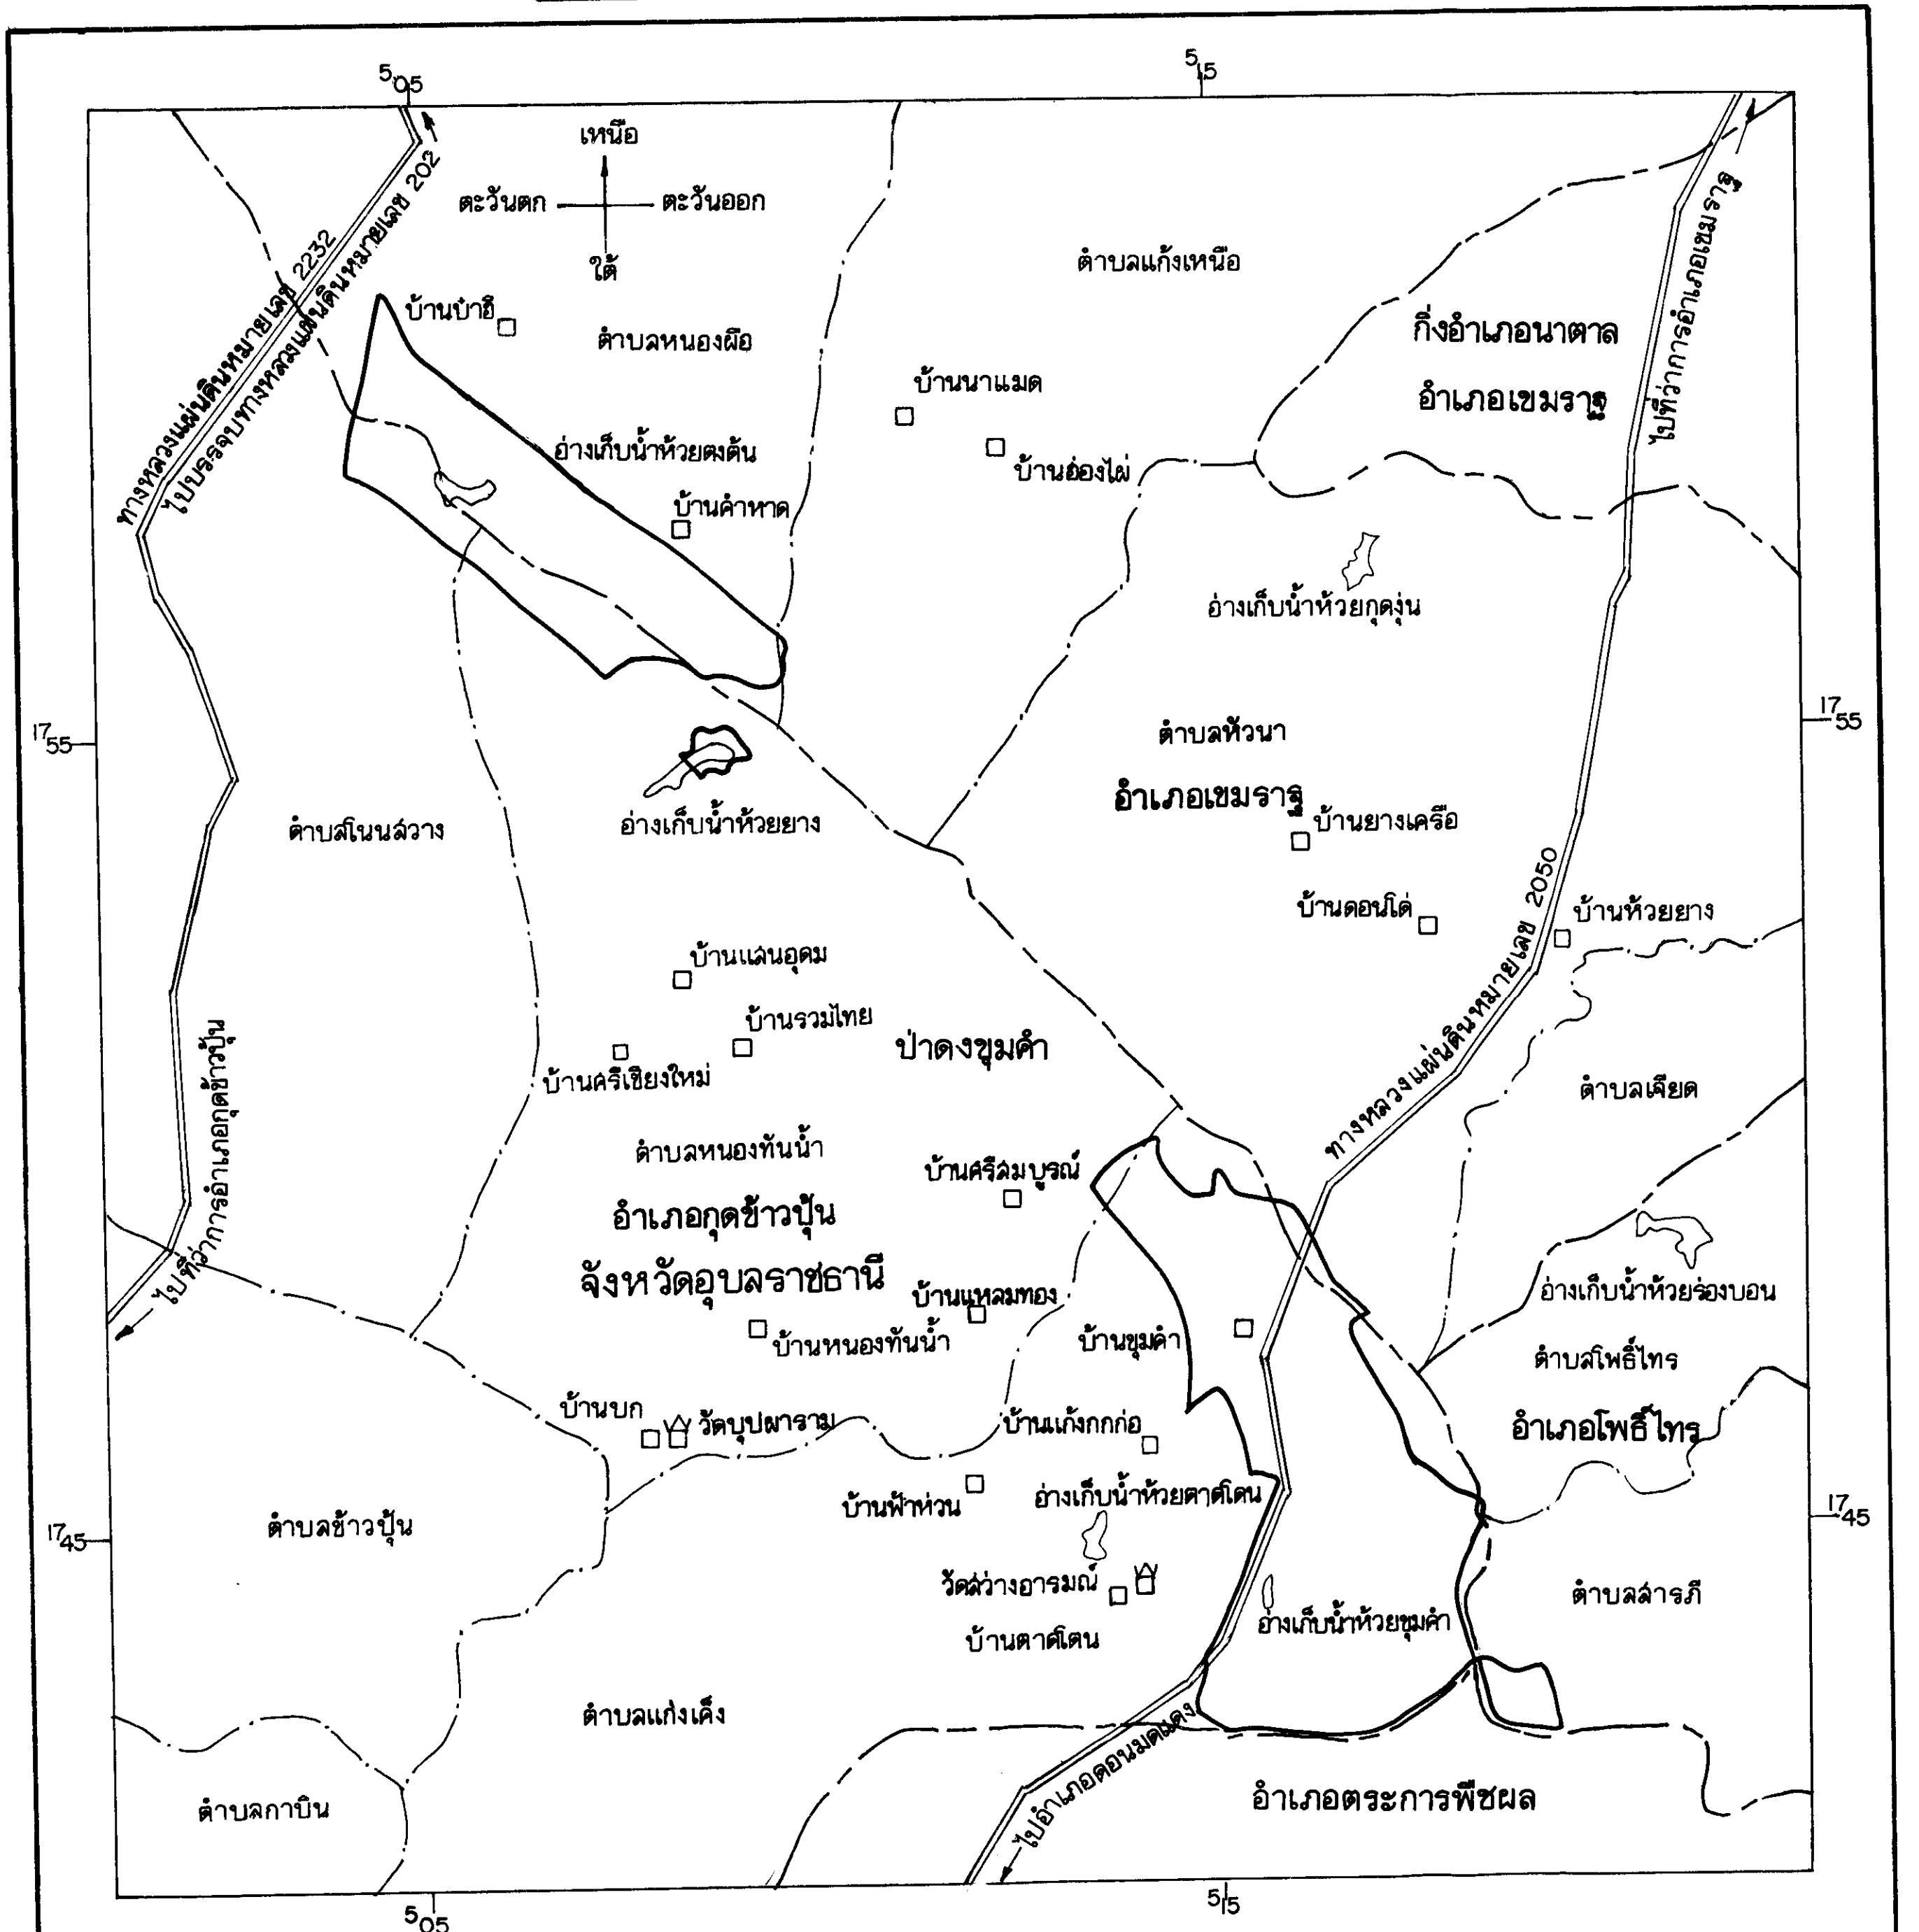 5 05
5 15
เหนือ
ตะวันตก
ตะวันออก
ใต้
ทางหลวงแผ่นดินหมายเลข 2232
ไปบรรจบทางหลวงแผ่นดินหมายเลข 202
บ้านบ๋าฮี
ตำบลหนองผือ
ตำบลแก้งเหนือ
กิ่งอำเภอนาตาล
อำเภอเขมราฐ
ไปที่ว่าการอำเภอเขมราฐ
บ้านนาแมด
บ้านฮ่องไผ่
อ่างเก็บน้ำห้วยตงต้น
บ้านคำหาด
อ่างเก็บน้ำห้วยกุดงุ่น
17 55
17 55
ตำบลหัวนา
อำเภอเขมราฐ
บ้านยางเครือ
ตำบลโนนสวาง
อ่างเก็บน้ำห้วยยาง
บ้านดอนโด่
บ้านห้วยยาง
ทางหลวงแผ่นดินหมายเลข 2050
บ้านแสนอุดม
บ้านรวมไทย
ป่าดงขุมคำ
บ้านศรีเชียงใหม่
ตำบลเจียด
ไปที่ว่าการอำเภอกุดข้าวปุ้น
ตำบลหนองทันน้ำ
บ้านศรีสมบูรณ์
อำเภอกุดข้าวปุ้น
จังหวัดอุบลราชธานี
บ้านแหลมทอง
บ้านหนองทันน้ำ
บ้านขุมคำ
อ่างเก็บน้ำห้วยร่องบอน
ตำบลโพธิ์ไทร
อำเภอโพธิ์ไทร
บ้านบก
วัดบุปผาราม
บ้านแก้งกกก่อ
บ้านฟ้าห่วน
อ่างเก็บน้ำห้วยตาดโตน
ตำบลข้าวปุ้น
17 45
17 45
วัดสว่างอารมณ์
บ้านตาดโตน
อ่างเก็บน้ำห้วยขุมคำ
ตำบลสารภี
ตำบลแก่งเค็ง
ไปอำเภอดอนมดแดง
ตำบลกาบิน
อำเภอตระการพืชผล
5 05
5 15